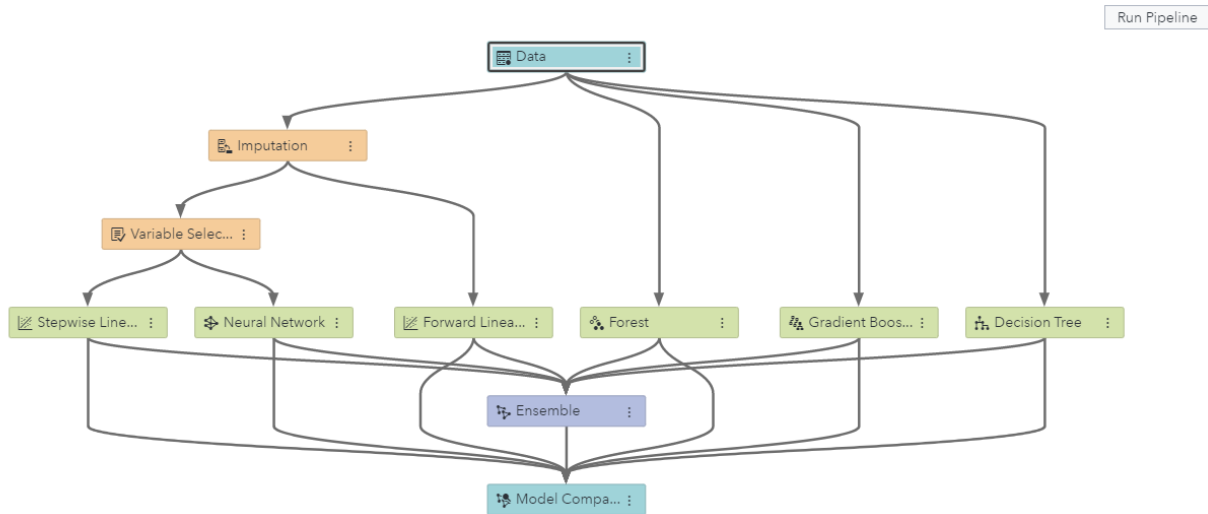 Run Pipeline
Data
Imputation
Variable Selec...
Stepwise Line...
Neural Network
Forward Linea...
Forest
Gradient Boos...
Decision Tree
Ensemble
Model Compa...